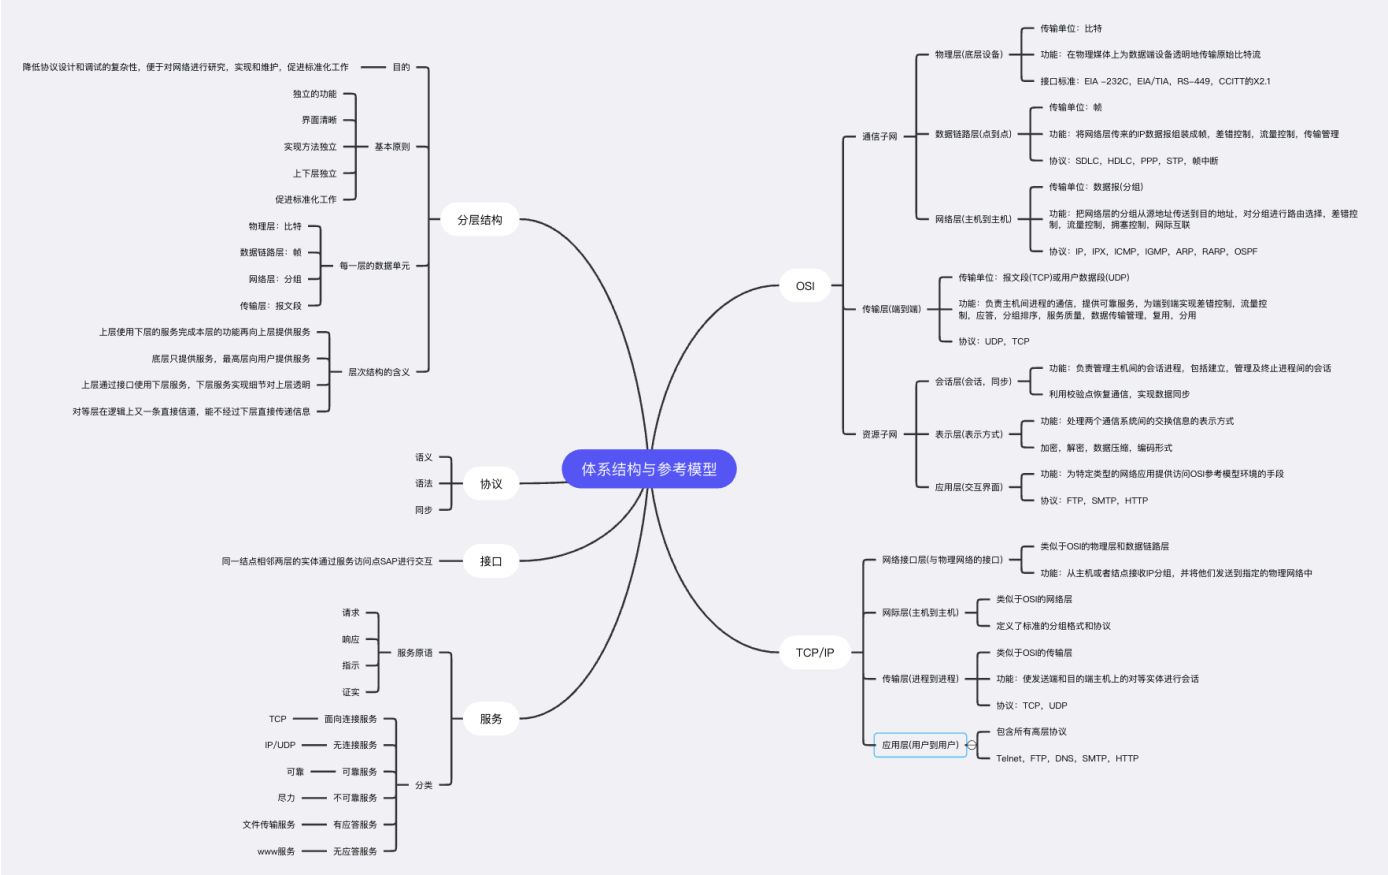 体系结构与参考模型
分层结构
目的
降低协议设计和调试的复杂性，便于对网络进行研究，实现和维护，促进标准化工作
基本原则
独立的功能
界面清晰
实现方法独立
上下层独立
促进标准化工作
每一层的数据单元
物理层：比特
数据链路层：帧
网络层：分组
传输层：报文段
层次结构的含义
上层使用下层的服务完成本层的功能再向上层提供服务
底层只提供服务，最高层向用户提供服务
上层通过接口使用下层服务，下层服务实现细节对上层透明
对等层在逻辑上又一条直接信道，能不经过下层直接传递信息
协议
语义
语法
同步
接口
同一结点相邻两层的实体通过服务访问点SAP进行交互
服务
服务原语
请求
响应
指示
证实
分类
面向连接服务
TCP
无连接服务
IP/UDP
可靠服务
可靠
不可靠服务
尽力
有应答服务
文件传输服务
无应答服务
www服务
OSI
通信子网
物理层(底层设备)
传输单位：比特
功能：在物理媒体上为数据端设备透明地传输原始比特流
接口标准：EIA -232C，EIA/TIA，RS-449，CCITT的X2.1
数据链路层(点到点)
传输单位：帧
功能：将网络层传来的IP数据报组装成帧，差错控制，流量控制，传输管理
协议：SDLC，HDLC，PPP，STP，帧中断
网络层(主机到主机)
传输单位：数据报(分组)
功能：把网络层的分组从源地址传送到目的地址，对分组进行路由选择，差错控
制，流量控制，拥塞控制，网际互联
协议：IP，IPX，ICMP，IGMP，ARP，RARP，OSPF
传输层(端到端)
传输单位：报文段(TCP)或用户数据段(UDP)
功能：负责主机间进程的通信，提供可靠服务，为端到端实现差错控制，流量控
制，应答，分组排序，服务质量，数据传输管理，复用，分用
协议：UDP，TCP
资源子网
会话层(会话，同步)
功能：负责管理主机间的会话进程，包括建立，管理及终止进程间的会话
利用校验点恢复通信，实现数据同步
表示层(表示方式)
功能：处理两个通信系统间的交换信息的表示方式
加密，解密，数据压缩，编码形式
应用层(交互界面)
功能：为特定类型的网络应用提供访问OSI参考模型环境的手段
协议：FTP，SMTP，HTTP
TCP/IP
网络接口层(与物理网络的接口)
类似于OSI的物理层和数据链路层
功能：从主机或者结点接收IP分组，并将他们发送到指定的物理网络中
网际层(主机到主机)
类似于OSI的网络层
定义了标准的分组格式和协议
传输层(进程到进程)
类似于OSI的传输层
功能：使发送端和目的端主机上的对等实体进行会话
协议：TCP，UDP
应用层(用户到用户)
包含所有高层协议
Telnet，FTP，DNS，SMTP，HTTP